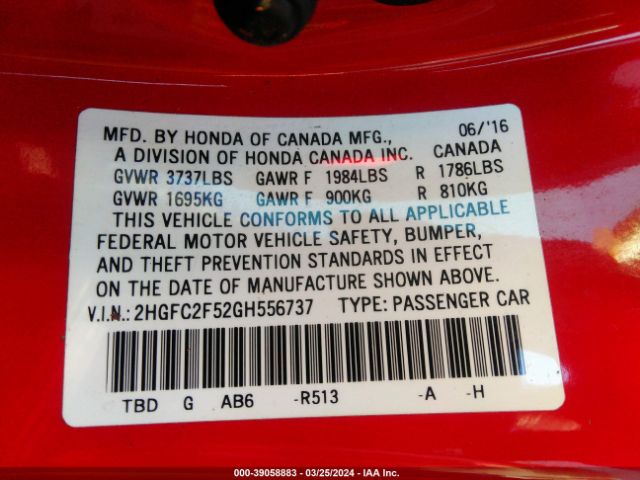 MFD. BY HONDA OF CANADA MFG., 06/'16
A DIVISION OF HONDA CANADA INC. CANADA
GVWR 3737LBS GAWR F 1984LBS R 1786LBS
GVWR 1695KG GAWR F 900KG R 810KG
THIS VEHICLE CONFORMS TO ALL APPLICABLE
FEDERAL MOTOR VEHICLE SAFETY, BUMPER,
AND THEFT PREVENTION STANDARDS IN EFFECT
ON THE DATE OF MANUFACTURE SHOWN ABOVE.
V.I.N.: 2HGFC2F52GH556737 TYPE: PASSENGER CAR
TBD G AB6 -R513 -A -H
000-39058883 - 03/25/2024 - IAA Inc.